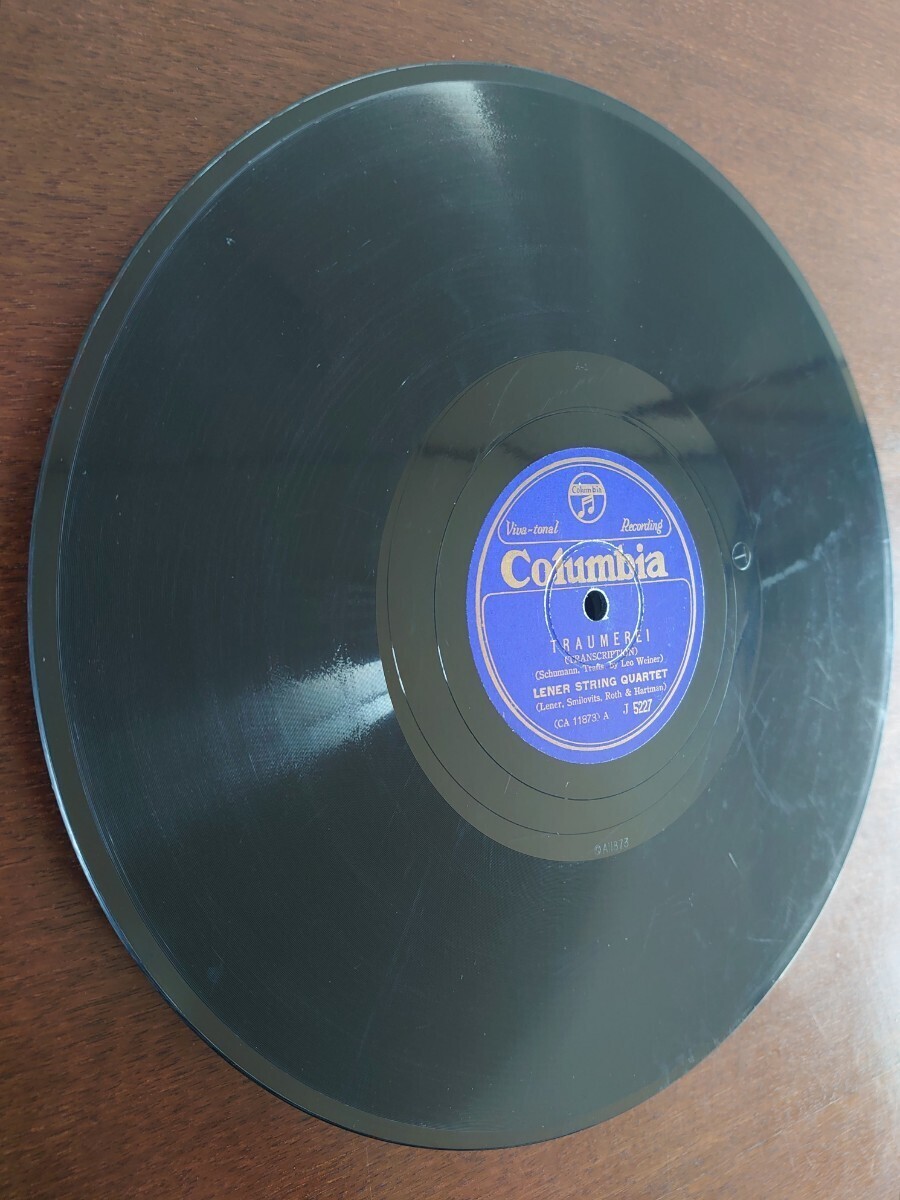 Columbia
Viva-tonal Recording
Columbia
TRAUMEREI
(TRANSCRIPTION)
(Schumann, Trans. by Leo Weiner)
LENER STRING QUARTET
(Lener, Smilovits, Roth & Hartman)
(CA 11873) A J 5227